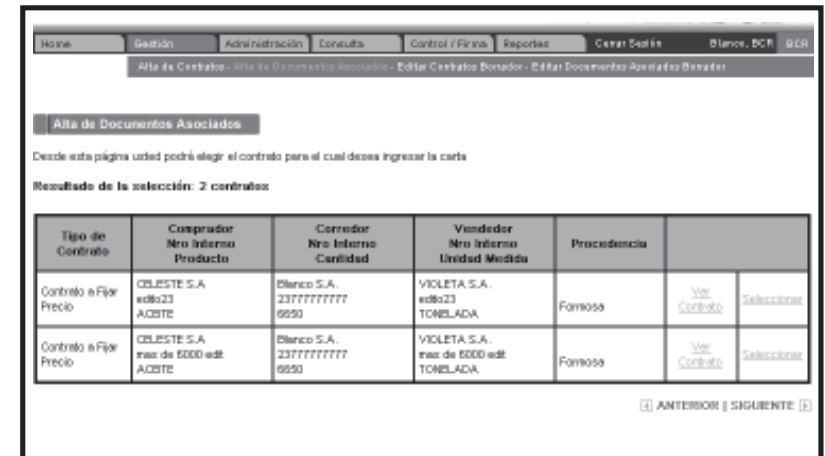 Home Gestión Administración Consulta Control / Firma Reportes Cerrar Sesión Blanco, BCR BCR
Alta de Contratos - Alta de Documentos Asociados - Editar Contratos Borrador - Editar Documentos Asociados Borrador
Alta de Documentos Asociados
Desde esta página usted podrá elegir el contrato para el cual desea ingresar la carta
Resultado de la selección: 2 contratos
Tipo de Contrato
Comprador
Nro Interno
Producto
Corredor
Nro Interno
Cantidad
Vendedor
Nro Interno
Unidad Medida
Procedencia
Contrato a Fijar Precio
CELESTE S.A
edito23
ACEITE
Blanco S.A.
2377777777
6650
VIOLETA S.A.
edito23
TONELADA
Formosa
Ver Contrato
Seleccionar
Contrato a Fijar Precio
CELESTE S.A
max de 6000 edit
ACEITE
Blanco S.A.
2377777777
6650
VIOLETA S.A.
max de 6000 edit
TONELADA
Formosa
Ver Contrato
Seleccionar
ANTERIOR | SIGUIENTE